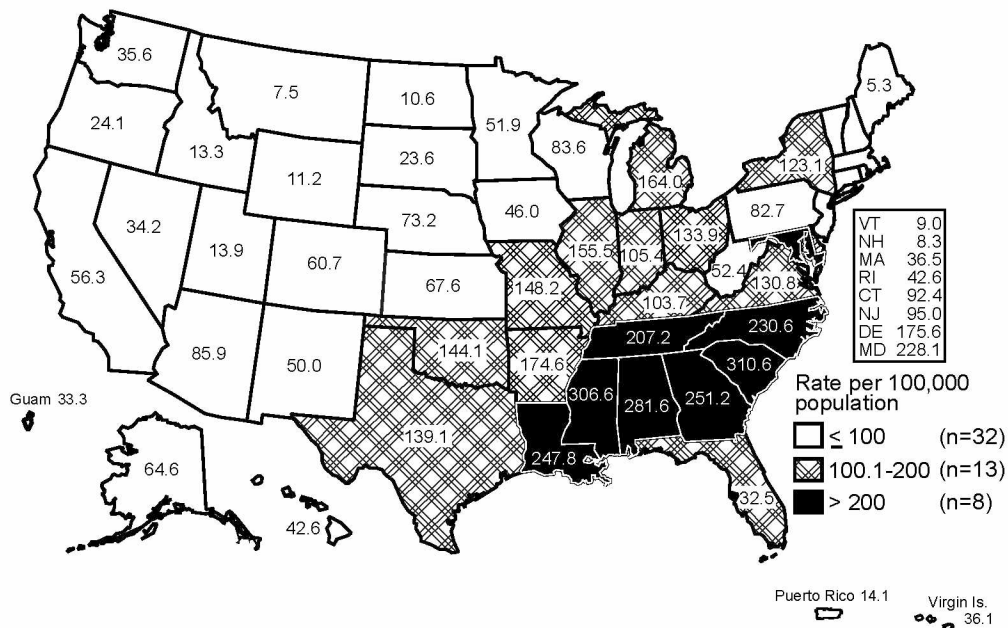 35.6
7.5
10.6
51.9
5.3
24.1
13.3
11.2
23.6
83.6
164.0
123.1
34.2
13.9
60.7
73.2
46.0
155.5
105.4
133.9
82.7
56.3
67.6
148.2
103.7
52.4
130.8
85.9
50.0
144.1
174.6
207.2
230.6
139.1
247.8
306.6
281.6
251.2
310.6
32.5
VT 9.0
NH 8.3
MA 36.5
RI 42.6
CT 92.4
NJ 95.0
DE 175.6
MD 228.1
Rate per 100,000
population
≤ 100 (n=32)
100.1-200 (n=13)
> 200 (n=8)
Guam 33.3
64.6
42.6
Puerto Rico 14.1
Virgin Is.
36.1